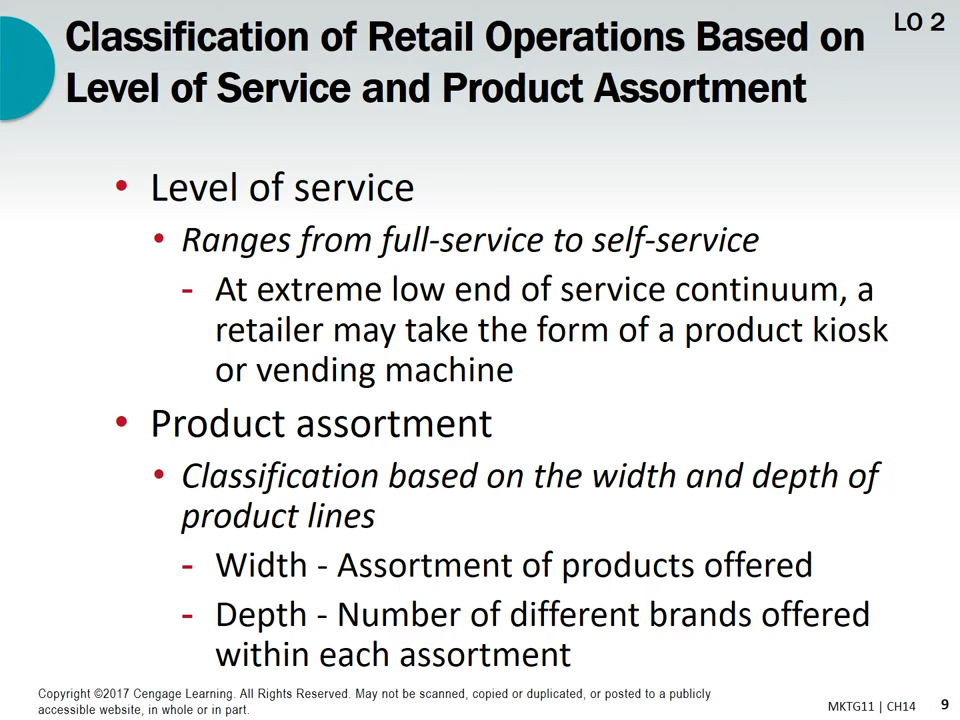 LO 2
Classification of Retail Operations Based on
Level of Service and Product Assortment
• Level of service
• Ranges from full-service to self-service
- At extreme low end of service continuum, a
retailer may take the form of a product kiosk
or vending machine
• Product assortment
• Classification based on the width and depth of
product lines
- Width - Assortment of products offered
- Depth - Number of different brands offered
within each assortment
Copyright ©2017 Cengage Learning. All Rights Reserved. May not be scanned, copied or duplicated, or posted to a publicly
accessible website, in whole or in part.
MKTG11 | CH14 9